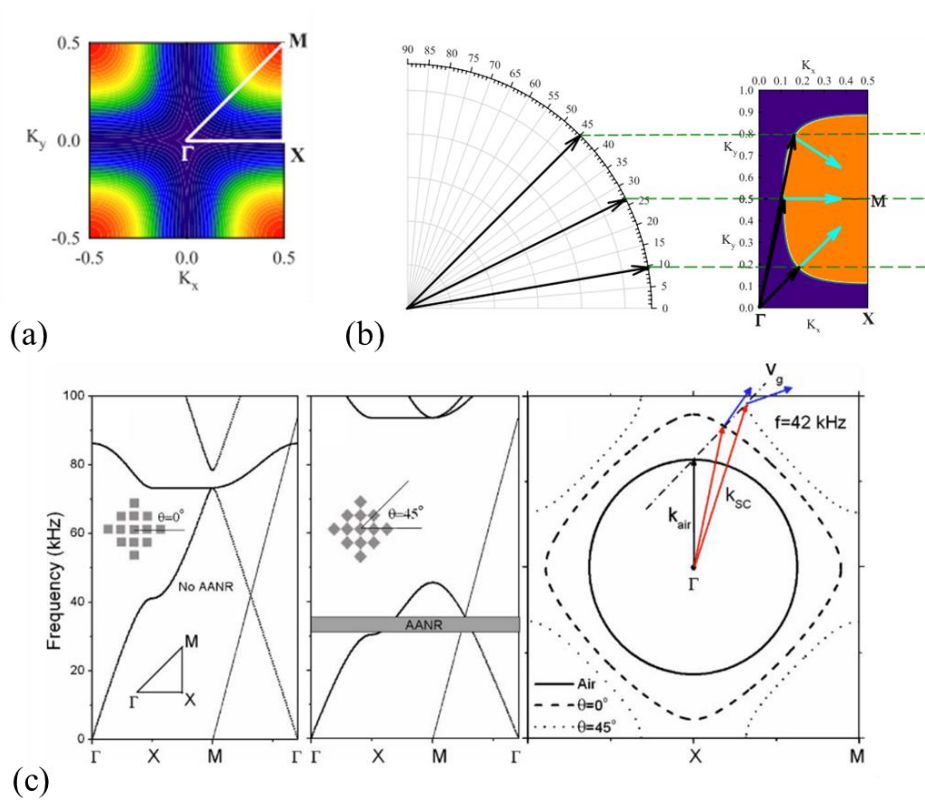 0.5
M
K_y
0.0
Γ
X
-0.5
-0.5
0.0
0.5
K_x
(a)
90
85
80
75
70
65
60
55
50
45
40
35
30
25
20
15
10
5
0
K_x
0.0 0.1 0.2 0.3 0.4 0.5
1.0
0.9
0.8
K_y
0.7
0.6
0.5
M
0.4
K_y
0.3
0.2
0.1
0.0
Γ
K_x
X
(b)
Frequency (kHz)
100
80
60
40
20
0
θ=0°
No AANR
M
Γ
X
Γ X M Γ
θ=45°
AANR
Γ X M Γ
V_g
f=42 kHz
k_air
k_SC
Γ
Air
θ=0°
θ=45°
X M
(c)